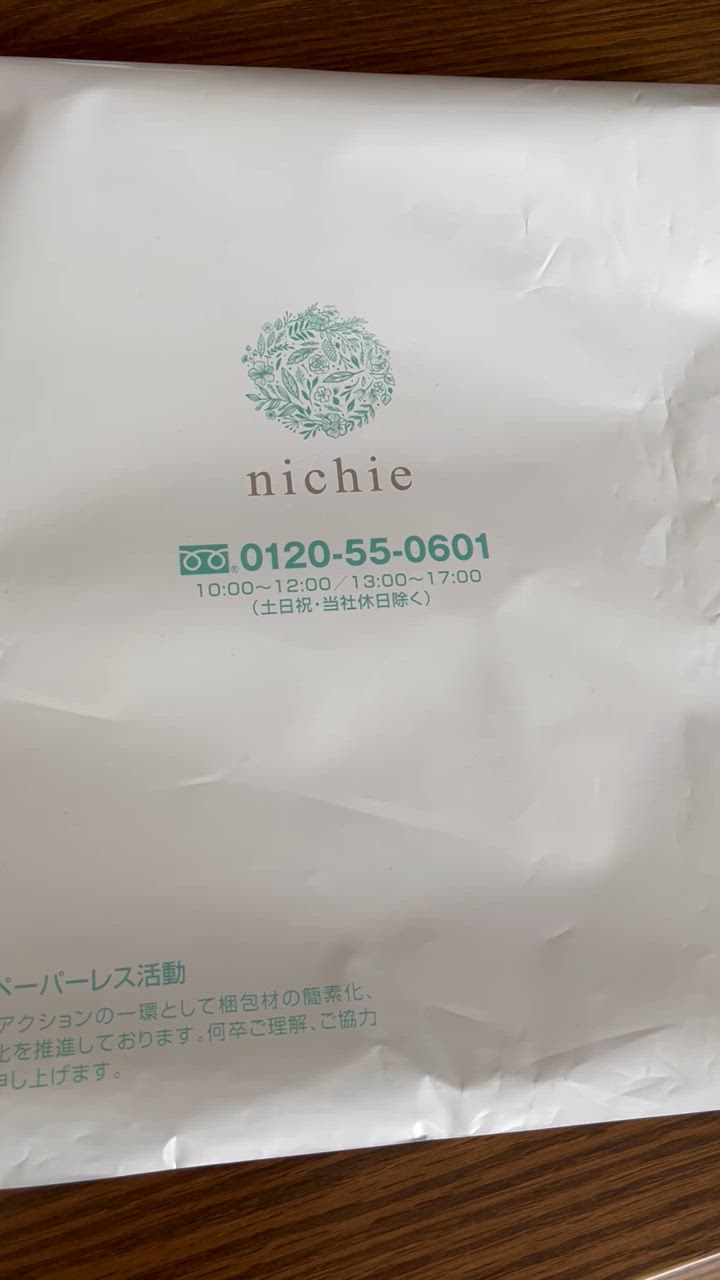 nichie
®0120-55-0601
10:00〜12:00/13:00〜17:00
(土日祝・当社休日除く)
ペーパーレス活動
アクションの一環として梱包材の簡素化、
化を推進しております。何卒ご理解、ご協力
申し上げます。